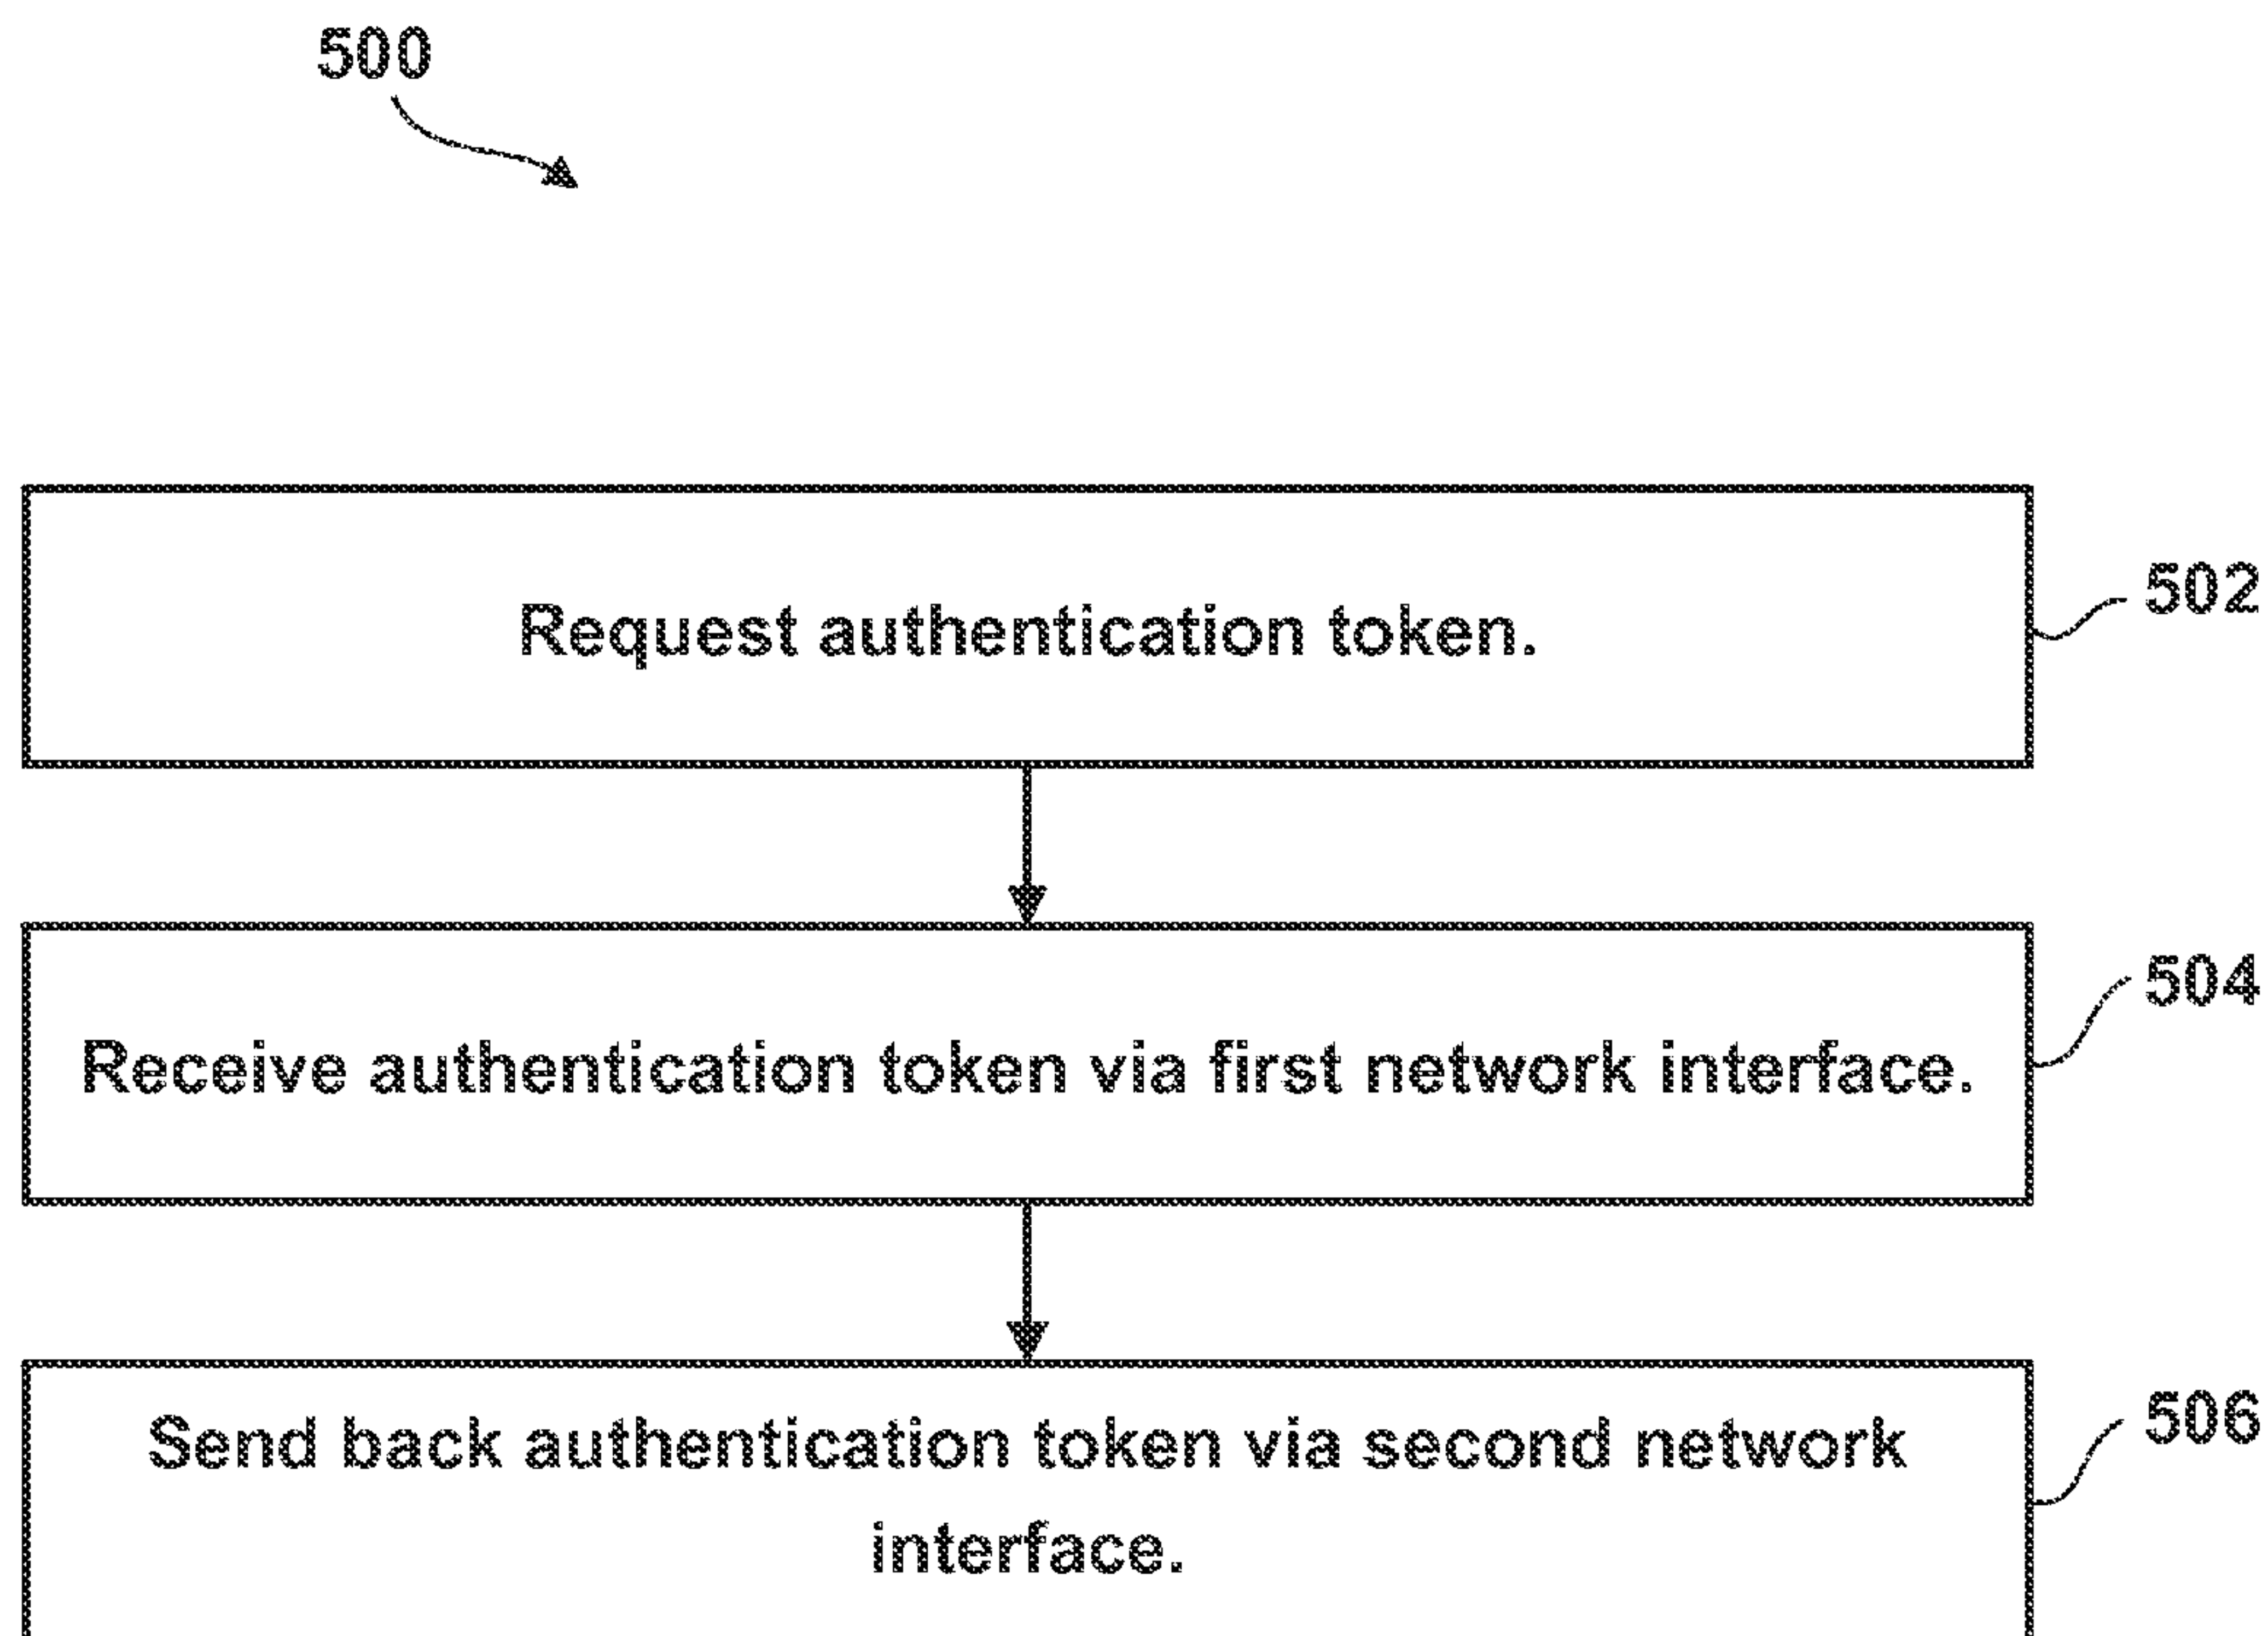 500
Request authentication token.
502
Receive authentication token via first network interface.
504
Send back authentication token via second network
interface.
506